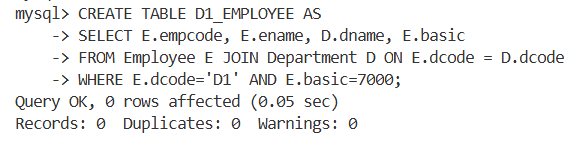 mysql> CREATE TABLE D1_EMPLOYEE AS
    -> SELECT E.empcode, E.ename, D.dname, E.basic
    -> FROM Employee E JOIN Department D ON E.dcode = D.dcode
    -> WHERE E.dcode='D1' AND E.basic=7000;
Query OK, 0 rows affected (0.05 sec)
Records: 0  Duplicates: 0  Warnings: 0